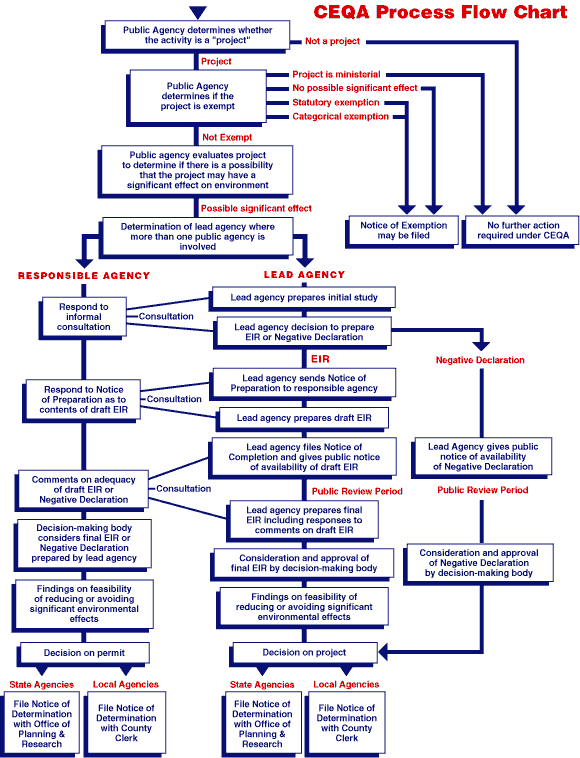 CEQA Process Flow Chart
Public Agency determines whether
the activity is a "project"
Not a project
Project
Public Agency
determines if the
project is exempt
Project is ministerial
No possible significant effect
Statutory exemption
Categorical exemption
Not Exempt
Public agency evaluates project
to determine if there is a possibility
that the project may have a
significant effect on environment
Possible significant effect
Determination of lead agency where
more than one public agency is
involved
Notice of Exemption
may be filed
No further action
required under CEQA
RESPONSIBLE AGENCY
LEAD AGENCY
Respond to
informal
consultation
Consultation
Lead agency prepares initial study
Lead agency decision to prepare
EIR or Negative Declaration
EIR
Negative Declaration
Respond to Notice
of Preparation as to
contents of draft EIR
Consultation
Lead agency sends Notice of
Preparation to responsible agency
Lead agency prepares draft EIR
Lead agency files Notice of
Completion and gives public notice
of availability of draft EIR
Lead Agency gives public
notice of availability
of Negative Declaration
Public Review Period
Public Review Period
Comments on adequacy
of draft EIR or
Negative Declaration
Consultation
Lead agency prepares final
EIR including responses to
comments on draft EIR
Decision-making body
considers final EIR or
Negative Declaration
prepared by lead agency
Consideration and approval of
final EIR by decision-making body
Consideration and approval
of Negative Declaration
by decision-making body
Findings on feasibility
of reducing or avoiding
significant environmental
effects
Findings on feasibility of
reducing or avoiding significant
environmental effects
Decision on permit
Decision on project
State Agencies
Local Agencies
State Agencies
Local Agencies
File Notice of
Determination
with Office of
Planning &
Research
File Notice of
Determination
with County
Clerk
File Notice of
Determination
with Office of
Planning &
Research
File Notice of
Determination
with County
Clerk